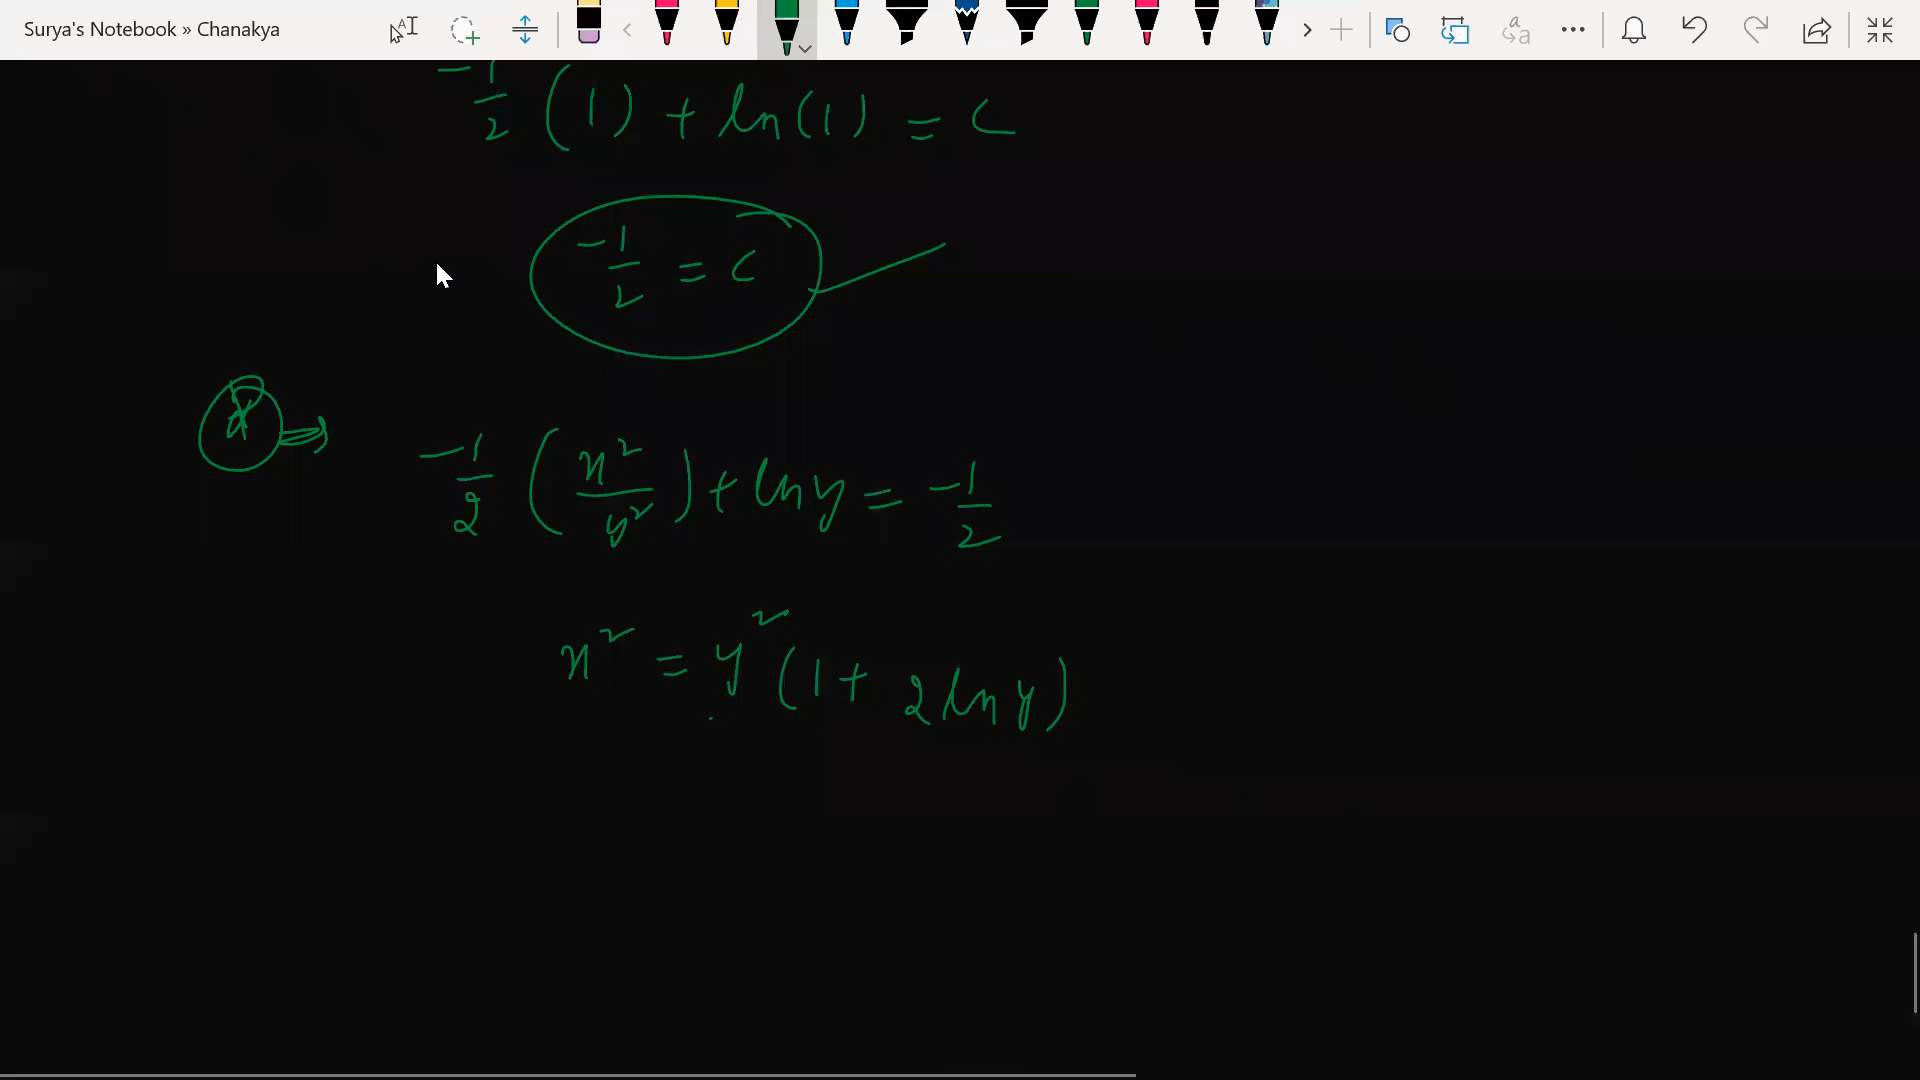 Surya's Notebook » Chanakya
-1/2 (1) + ln(1) = C
-1/2 = C
* ⇒ -1/2 (x²/y²) + ln y = -1/2
x² = y² (1 + 2 ln y)